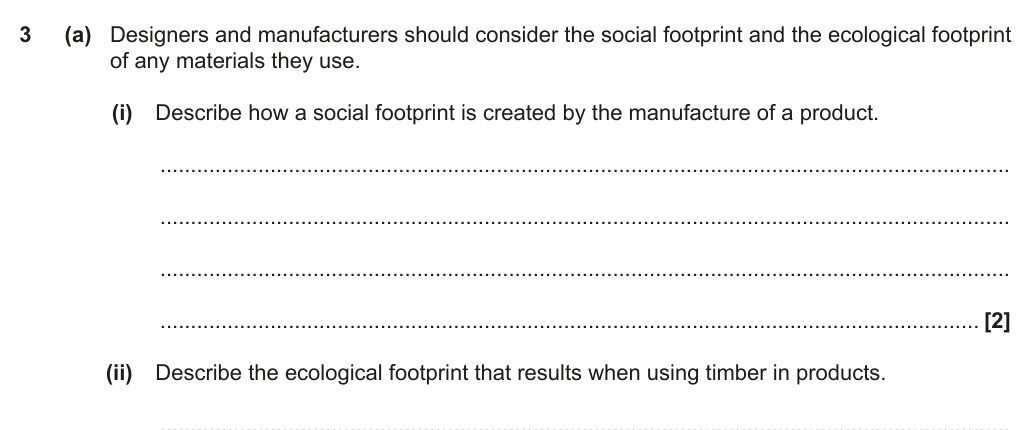 3 (a) Designers and manufacturers should consider the social footprint and the ecological footprint
of any materials they use.
(i) Describe how a social footprint is created by the manufacture of a product.
...................................................................................................................................
...................................................................................................................................
...................................................................................................................................
.............................................................................................................................. [2]
(ii) Describe the ecological footprint that results when using timber in products.
...................................................................................................................................